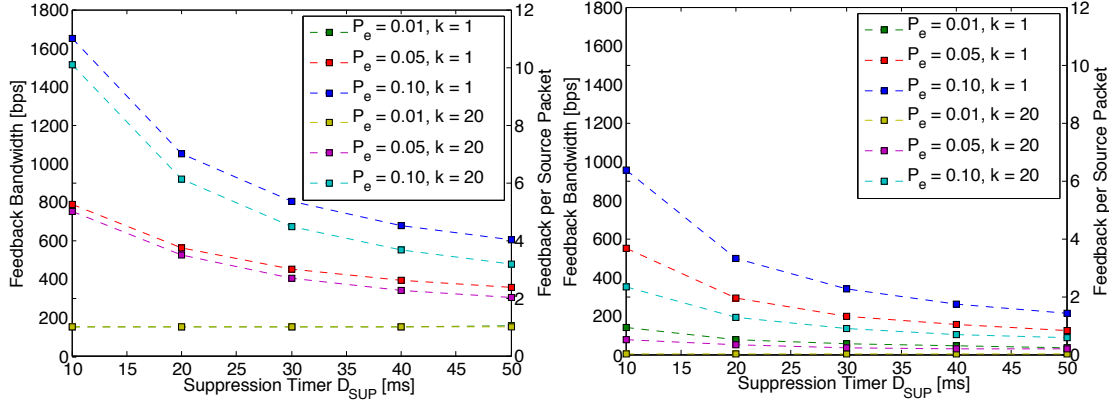 1800
1600
1400
1200
1000
800
600
400
200
0
Feedback Bandwidth [bps]
10 15 20 25 30 35 40 45 50
Suppression Timer D_SUP [ms]
12
10
8
6
4
2
0
Feedback per Source Packet
P_e = 0.01, k = 1
P_e = 0.05, k = 1
P_e = 0.10, k = 1
P_e = 0.01, k = 20
P_e = 0.05, k = 20
P_e = 0.10, k = 20
1800
1600
1400
1200
1000
800
600
400
200
0
Feedback Bandwidth [bps]
10 15 20 25 30 35 40 45 50
Suppression Timer D_SUP [ms]
12
10
8
6
4
2
0
Feedback per Source Packet
P_e = 0.01, k = 1
P_e = 0.05, k = 1
P_e = 0.10, k = 1
P_e = 0.01, k = 20
P_e = 0.05, k = 20
P_e = 0.10, k = 20